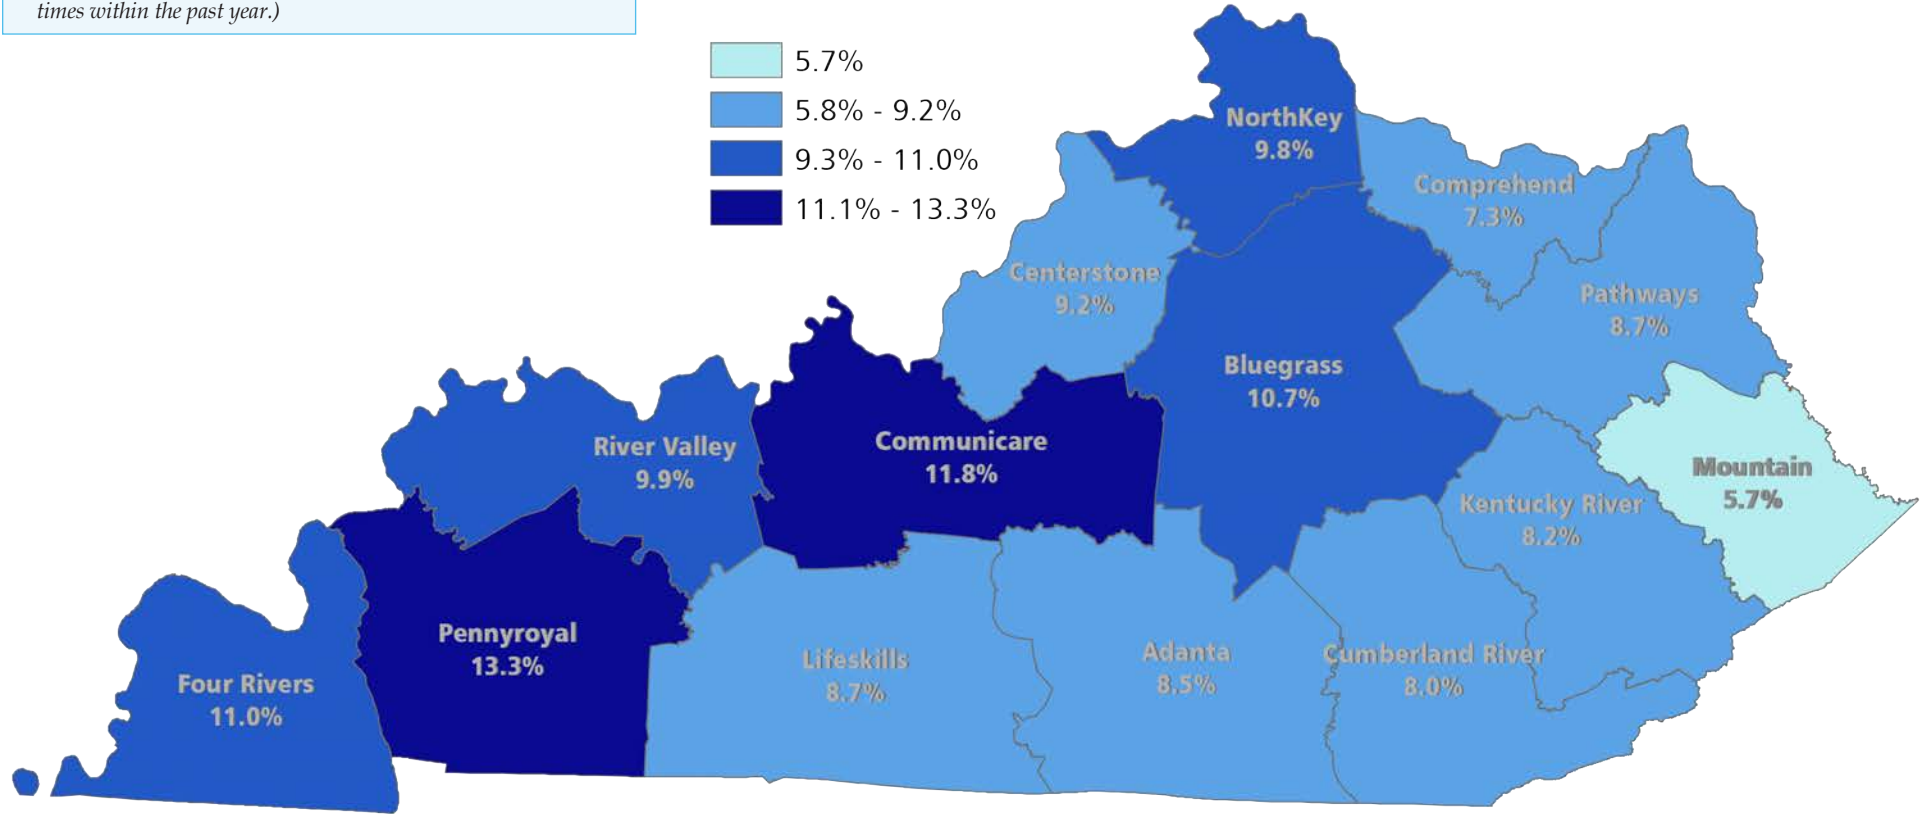 times within the past year.)
5.7%
5.8% - 9.2%
9.3% - 11.0%
11.1% - 13.3%
NorthKey
9.8%
Comprehend
7.3%
Centerstone
9.2%
Pathways
8.7%
Bluegrass
10.7%
River Valley
9.9%
Communicare
11.8%
Mountain
5.7%
Kentucky River
8.2%
Pennyroyal
13.3%
Lifeskills
8.7%
Adanta
8.5%
Cumberland River
8.0%
Four Rivers
11.0%